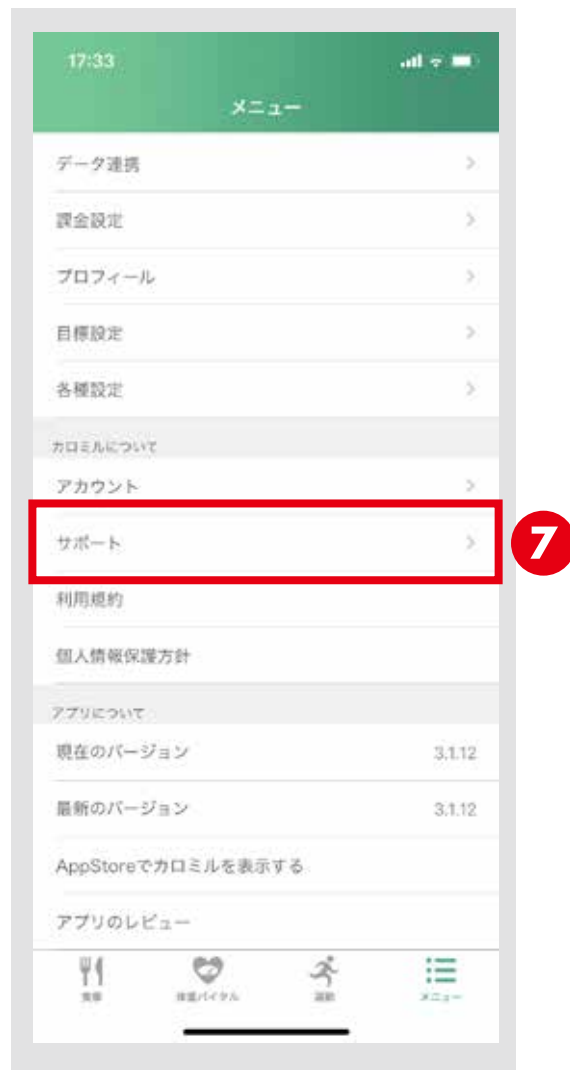 17:33
メニュー
データ連携
課金設定
プロフィール
目標設定
各種設定
カロミルについて
アカウント
サポート
7
利用規約
個人情報保護方針
アプリについて
現在のバージョン 3.1.12
最新のバージョン 3.1.12
AppStoreでカロミルを表示する
アプリのレビュー
食事 体重バイタル 運動 メニュー